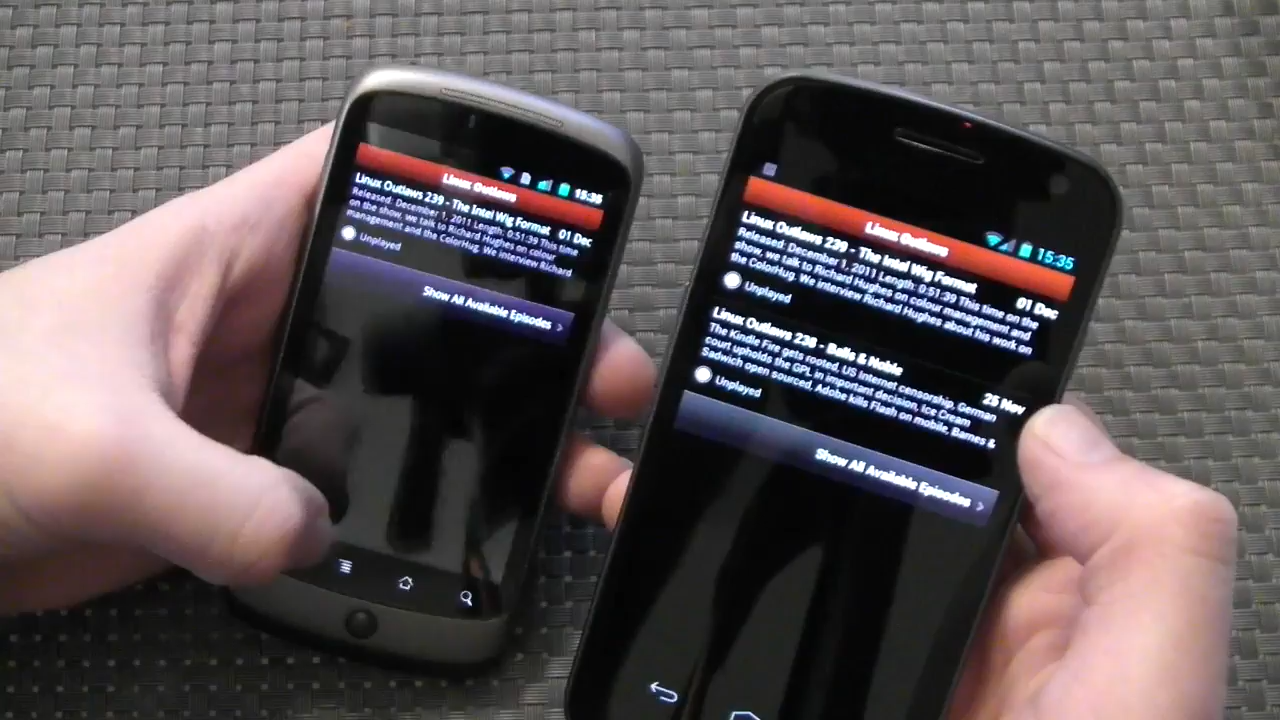 15:35
Linux Outlaws
Linux Outlaws 239 - The Intel Wig Format
01 Dec
Released: December 1, 2011 Length: 0:51:39 This time
on the show, we talk to Richard Hughes on colour
management and the ColorHug. We interview Richard
Unplayed
Show All Available Episodes
15:35
Linux Outlaws
Linux Outlaws 239 - The Intel Wig Format
01 Dec
Released: December 1, 2011 Length: 0:51:39 This time on the
show, we talk to Richard Hughes on colour management and
the ColorHug. We interview Richard Hughes about his work on
Unplayed
Linux Outlaws 238 - Balls & Noble
25 Nov
The Kindle Fire gets rooted, US Internet censorship, German
court upholds the GPL in important decision, Ice Cream
Sadwich open sourced, Adobe kills Flash on mobile, Barnes &
Unplayed
Show All Available Episodes